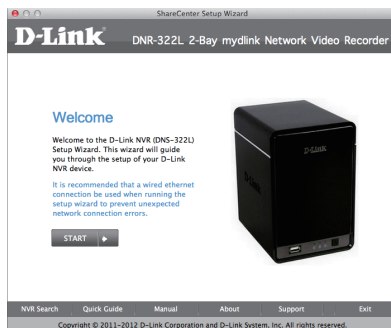 ShareCenter Setup Wizard
D-Link
DNR-322L 2-Bay mydlink Network Video Recorder
Welcome
Welcome to the D-Link NVR (DNS-322L)
Setup Wizard. This wizard will guide
you through the setup of your D-Link
NVR device.
It is recommended that a wired ethernet
connection be used when running the
setup wizard to prevent unexpected
network connection errors.
START
D-Link
D-Link
NVR Search Quick Guide Manual About Support Exit
Copyright © 2011-2012 D-Link Corporation and D-Link System, Inc. All rights reserved.